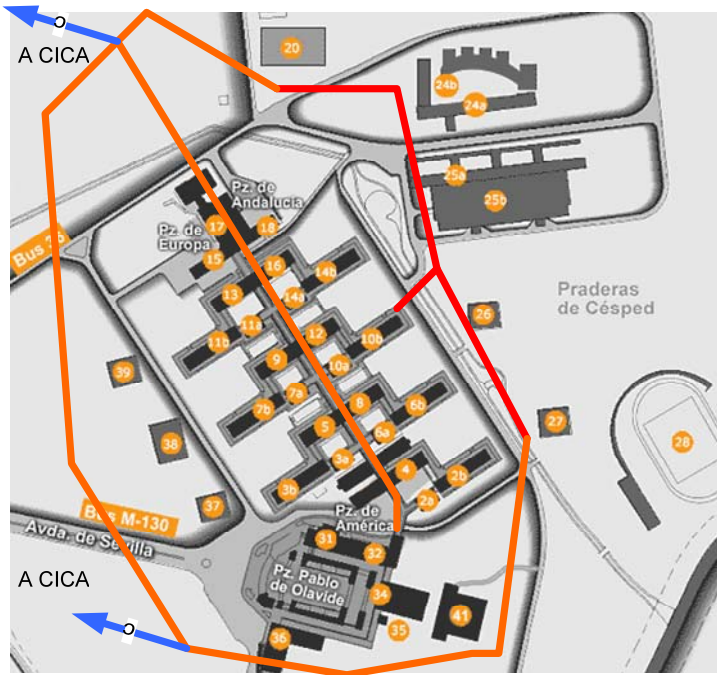 O
A CICA
20
24b
24a
25a
25b
Pz. de
Andalucía
17
18
Pz. de
Europa
15
16
Bus 36
13
14a
14b
11b
11a
12
10b
9
10a
39
7b
7a
8
6b
5
6a
38
3b
3a
4
2b
2a
37
Praderas
de Césped
26
27
28
Bus M-130
Avda. de Sevilla
Pz. de
América
31
32
Pz. Pablo
de Olavide
34
35
41
36
A CICA
O